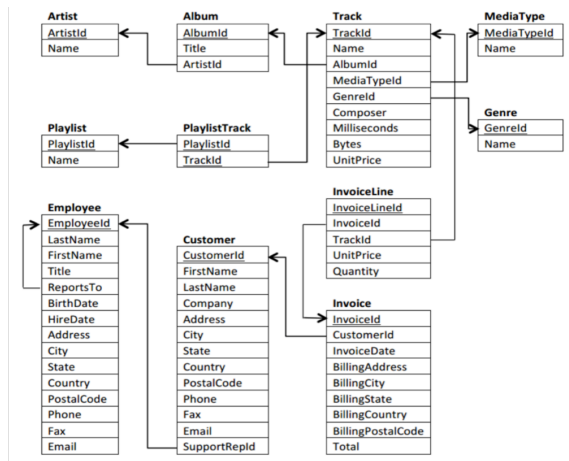 Artist
ArtistId
Name
Album
AlbumId
Title
ArtistId
Track
TrackId
Name
AlbumId
MediaTypeId
GenreId
Composer
Milliseconds
Bytes
UnitPrice
MediaType
MediaTypeId
Name
Genre
GenreId
Name
Playlist
PlaylistId
Name
PlaylistTrack
PlaylistId
TrackId
Employee
EmployeeId
LastName
FirstName
Title
ReportsTo
BirthDate
HireDate
Address
City
State
Country
PostalCode
Phone
Fax
Email
Customer
CustomerId
FirstName
LastName
Company
Address
City
State
Country
PostalCode
Phone
Fax
Email
SupportRepId
InvoiceLine
InvoiceLineId
InvoiceId
TrackId
UnitPrice
Quantity
Invoice
InvoiceId
CustomerId
InvoiceDate
BillingAddress
BillingCity
BillingState
BillingCountry
BillingPostalCode
Total